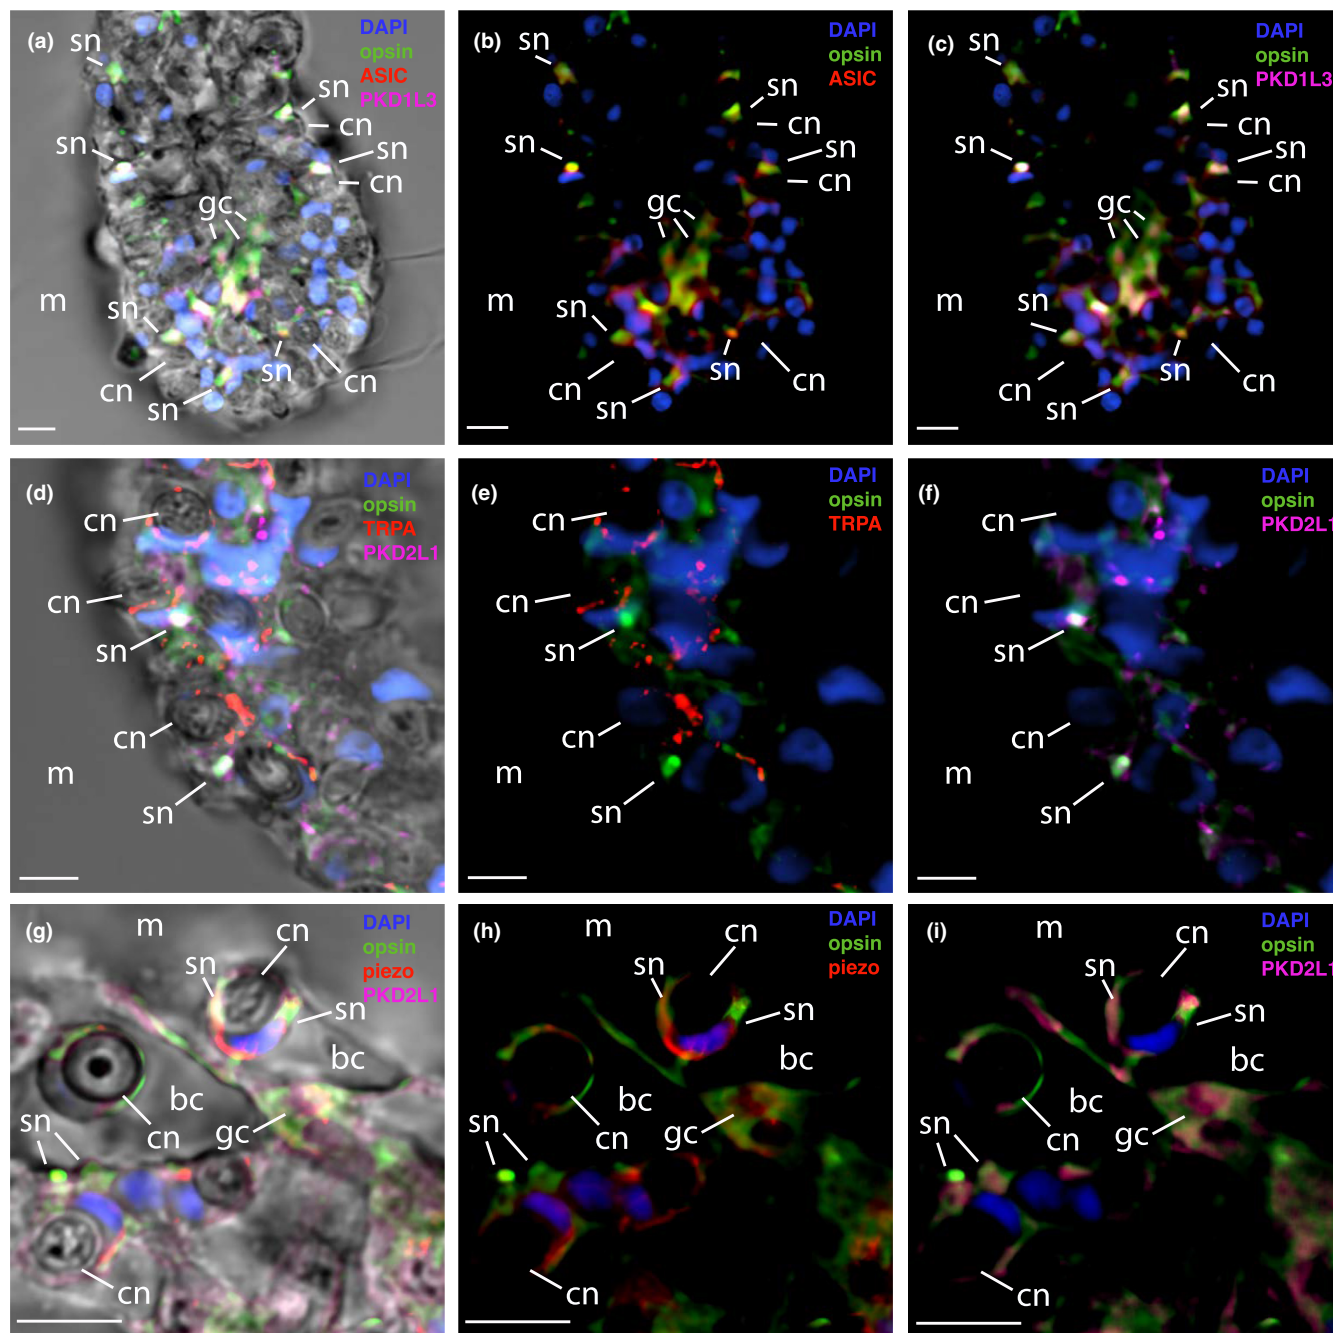 (a)
DAPI
opsin
ASIC
PKD1L3
sn
sn
cn
sn
sn
cn
gc
m
sn
sn
cn
cn
sn
(b)
DAPI
opsin
ASIC
sn
sn
cn
sn
sn
cn
gc
m
sn
sn
cn
cn
sn
(c)
DAPI
opsin
PKD1L3
sn
sn
cn
sn
sn
cn
gc
m
sn
sn
cn
cn
sn
(d)
DAPI
opsin
TRPA
PKD2L1
cn
cn
sn
cn
m
sn
(e)
DAPI
opsin
TRPA
cn
cn
sn
cn
m
sn
(f)
DAPI
opsin
PKD2L1
cn
cn
sn
cn
m
sn
(g)
DAPI
opsin
piezo
PKD2L1
m
cn
sn
sn
bc
bc
sn
cn
gc
cn
(h)
DAPI
opsin
piezo
m
cn
sn
sn
bc
bc
sn
cn
gc
cn
(i)
DAPI
opsin
PKD2L1
m
cn
sn
sn
bc
bc
sn
cn
gc
cn